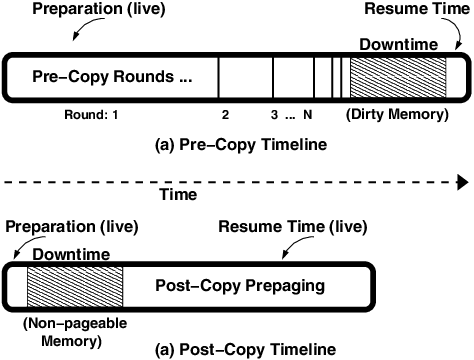 Preparation (live)
Resume Time
Downtime
Pre-Copy Rounds ...
Round: 1 2 3 ... N
(Dirty Memory)
(a) Pre-Copy Timeline
Time
Preparation (live)
Resume Time (live)
Downtime
Post-Copy Prepaging
(Non-pageable
Memory)
(a) Post-Copy Timeline